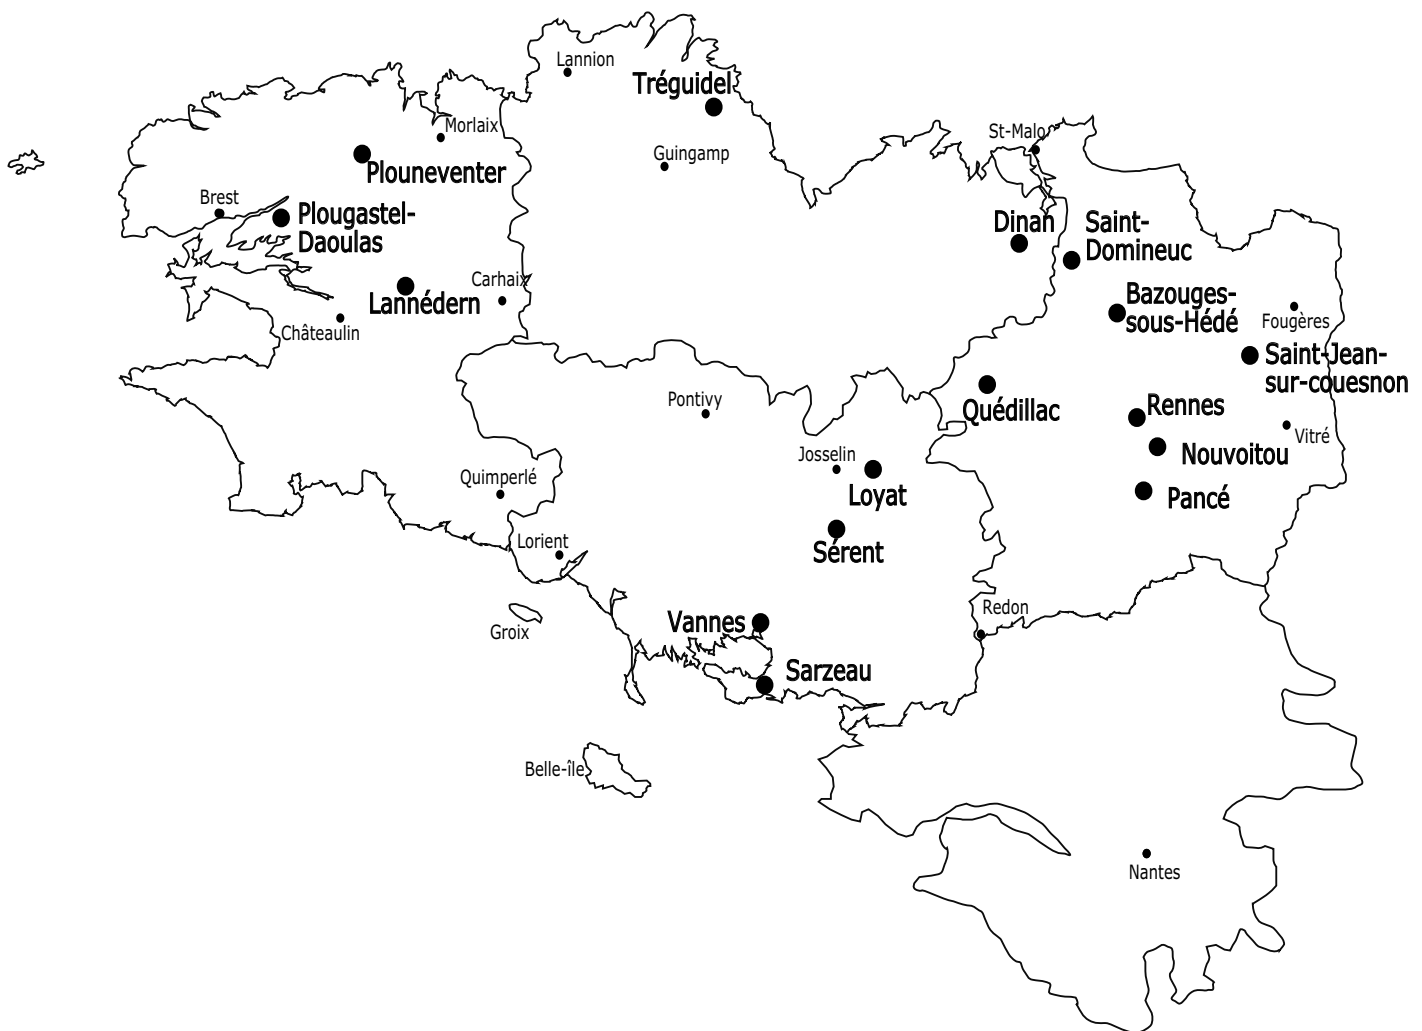 Lannion
Tréguidel
Morlaix
St-Malo
Guingamp
Plouneventer
Brest
Plougastel-
Daoulas
Dinan
Saint-
Domineuc
Carhaix
Lannédern
Châteaulin
Bazouges-
sous-Hédé
Fougères
Saint-Jean-
sur-couesnon
Pontivy
Quédillac
Rennes
Vitré
Josselin
Nouvoitou
Quimperlé
Loyat
Pancé
Lorient
Sérent
Redon
Groix
Vannes
Sarzeau
Belle-île
Nantes